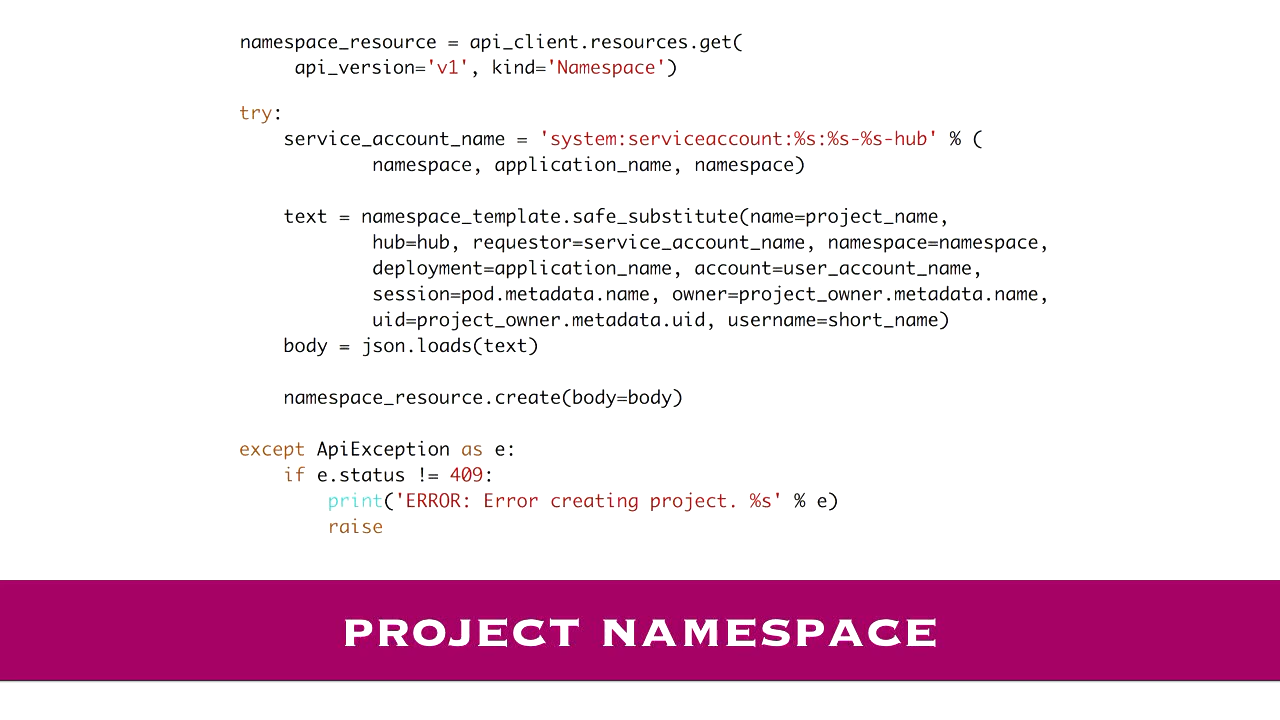 namespace_resource = api_client.resources.get(
     api_version='v1', kind='Namespace')
try:
    service_account_name = 'system:serviceaccount:%s:%s-%s-hub' % (
            namespace, application_name, namespace)
    text = namespace_template.safe_substitute(name=project_name,
            hub=hub, requestor=service_account_name, namespace=namespace,
            deployment=application_name, account=user_account_name,
            session=pod.metadata.name, owner=project_owner.metadata.name,
            uid=project_owner.metadata.uid, username=short_name)
    body = json.loads(text)
    namespace_resource.create(body=body)
except ApiException as e:
    if e.status != 409:
        print('ERROR: Error creating project. %s' % e)
        raise
PROJECT NAMESPACE